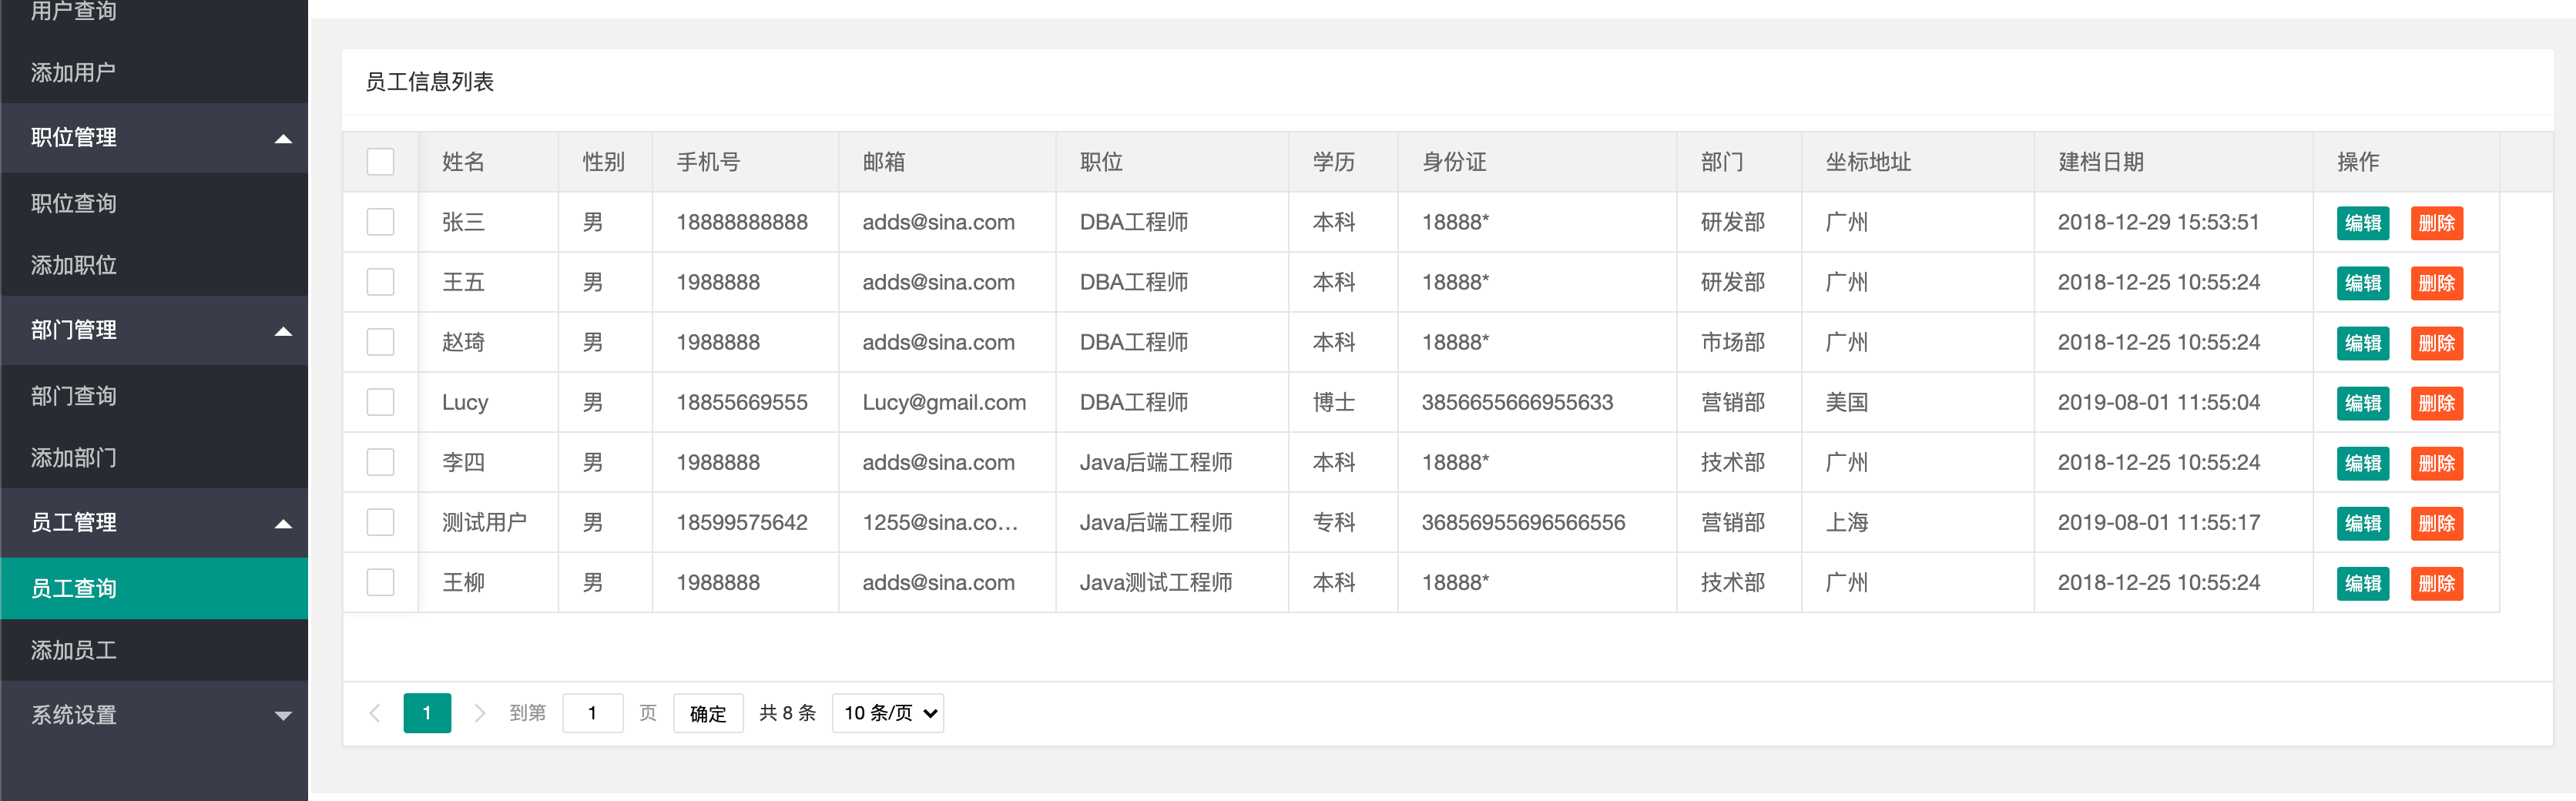 用户查询
添加用户
职位管理
职位查询
添加职位
部门管理
部门查询
添加部门
员工管理
员工查询
添加员工
系统设置
员工信息列表
姓名 性别 手机号 邮箱 职位 学历 身份证 部门 坐标地址 建档日期 操作
张三 男 18888888888 adds@sina.com DBA工程师 本科 18888* 研发部 广州 2018-12-29 15:53:51 编辑 删除
王五 男 1988888 adds@sina.com DBA工程师 本科 18888* 研发部 广州 2018-12-25 10:55:24 编辑 删除
赵琦 男 1988888 adds@sina.com DBA工程师 本科 18888* 市场部 广州 2018-12-25 10:55:24 编辑 删除
Lucy 男 18855669555 Lucy@gmail.com DBA工程师 博士 3856655666955633 营销部 美国 2019-08-01 11:55:04 编辑 删除
李四 男 1988888 adds@sina.com Java后端工程师 本科 18888* 技术部 广州 2018-12-25 10:55:24 编辑 删除
测试用户 男 18599575642 1255@sina.co… Java后端工程师 专科 36856955696566556 营销部 上海 2019-08-01 11:55:17 编辑 删除
王柳 男 1988888 adds@sina.com Java测试工程师 本科 18888* 技术部 广州 2018-12-25 10:55:24 编辑 删除
1 到第 1 页 确定 共 8 条 10 条/页